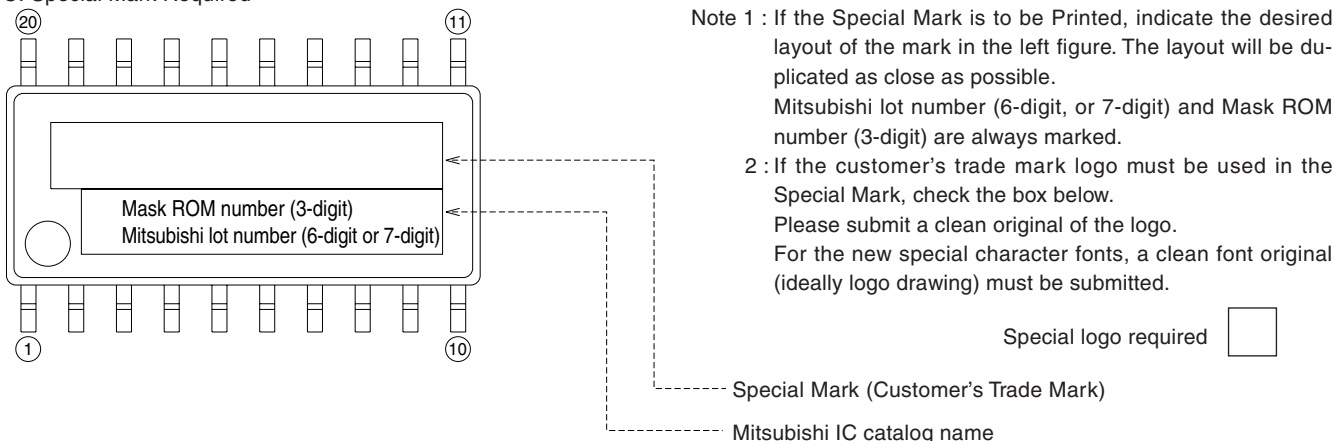 C. Special Mark Required
20
11
Mask ROM number (3-digit)
Mitsubishi lot number (6-digit or 7-digit)
1
10
Note 1 : If the Special Mark is to be Printed, indicate the desired
layout of the mark in the left figure. The layout will be du-
plicated as close as possible.
Mitsubishi lot number (6-digit, or 7-digit) and Mask ROM
number (3-digit) are always marked.
2 : If the customer's trade mark logo must be used in the
Special Mark, check the box below.
Please submit a clean original of the logo.
For the new special character fonts, a clean font original
(ideally logo drawing) must be submitted.
Special logo required
Special Mark (Customer's Trade Mark)
Mitsubishi IC catalog name